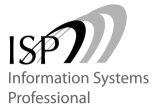 ISP
Information Systems
Professional